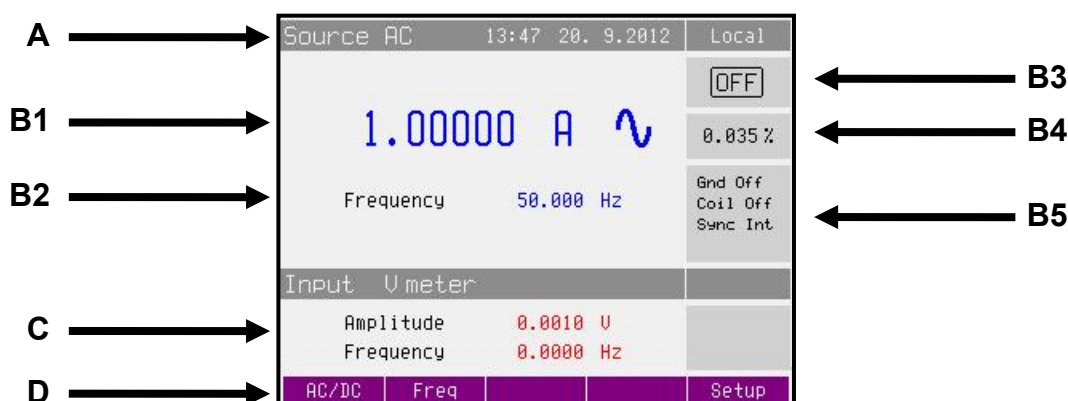 A
Source AC 13:47 20. 9.2012 Local
OFF
B3
B1
1.00000 A
0.035%
B4
B2
Frequency 50.000 Hz
Gnd Off
Coil Off
Sync Int
B5
Input V meter
C
Amplitude 0.0010 V
Frequency 0.0000 Hz
D
AC/DC Freq Setup